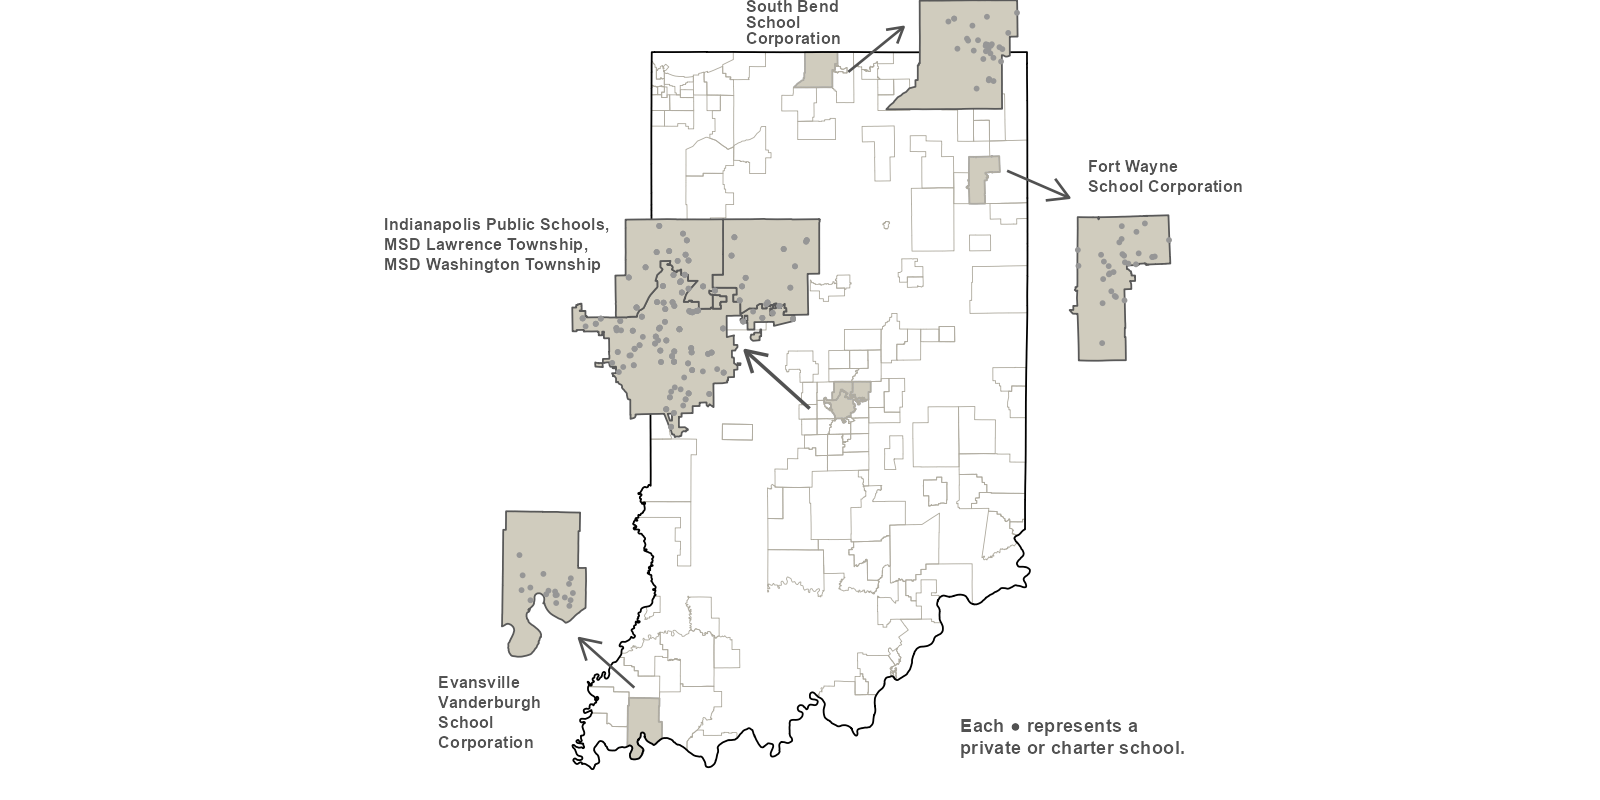 South Bend
School
Corporation
Fort Wayne
School Corporation
Indianapolis Public Schools,
MSD Lawrence Township,
MSD Washington Township
Evansville
Vanderburgh
School
Corporation
Each ● represents a
private or charter school.